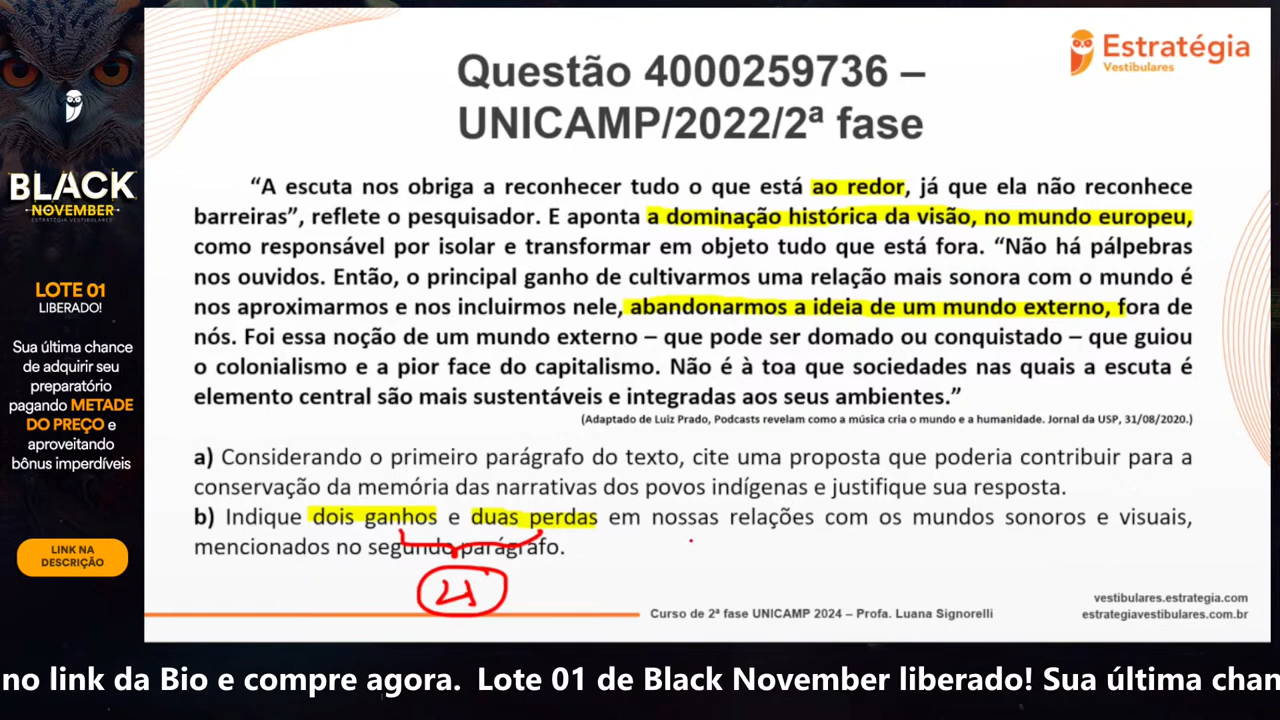 Estratégia
Vestibulares
Questão 4000259736 –
UNICAMP/2022/2ª fase
BLACK
NOVEMBER
ESTRATÉGIA VESTIBULARES
LOTE 01
LIBERADO!
Sua última chance
de adquirir seu
preparatório
pagando METADE
DO PREÇO e
aproveitando
bônus imperdíveis
LINK NA
DESCRIÇÃO
“A escuta nos obriga a reconhecer tudo o que está ao redor, já que ela não reconhece
barreiras”, reflete o pesquisador. E aponta a dominação histórica da visão, no mundo europeu,
como responsável por isolar e transformar em objeto tudo que está fora. “Não há pálpebras
nos ouvidos. Então, o principal ganho de cultivarmos uma relação mais sonora com o mundo é
nos aproximarmos e nos incluirmos nele, abandonarmos a ideia de um mundo externo, fora de
nós. Foi essa noção de um mundo externo – que pode ser domado ou conquistado – que guiou
o colonialismo e a pior face do capitalismo. Não é à toa que sociedades nas quais a escuta é
elemento central são mais sustentáveis e integradas aos seus ambientes.”
(Adaptado de Luiz Prado, Podcasts revelam como a música cria o mundo e a humanidade. Jornal da USP, 31/08/2020.)
a) Considerando o primeiro parágrafo do texto, cite uma proposta que poderia contribuir para a
conservação da memória das narrativas dos povos indígenas e justifique sua resposta.
b) Indique dois ganhos e duas perdas em nossas relações com os mundos sonoros e visuais,
mencionados no segundo parágrafo.
4
Curso de 2ª fase UNICAMP 2024 – Profa. Luana Signorelli
vestibulares.estrategia.com
estrategiavestibulares.com.br
no link da Bio e compre agora. Lote 01 de Black November liberado! Sua última chan